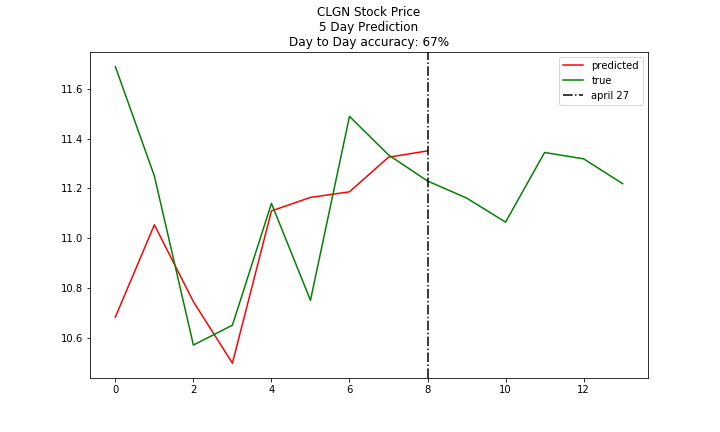 CLGN Stock Price
5 Day Prediction
Day to Day accuracy: 67%
predicted
true
april 27
11.6
11.4
11.2
11.0
10.8
10.6
0 2 4 6 8 10 12